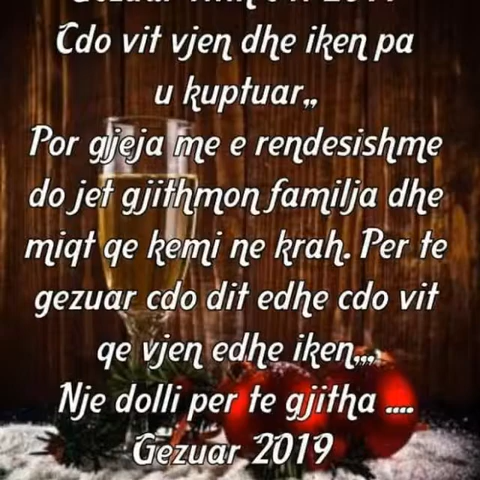 Cdo vit vjen dhe iken pa
u kuptuar,,
Por gjeja me e rendesishme
do jet gjithmon familja dhe
miqt qe kemi ne krah. Per te
gezuar cdo dit edhe cdo vit
qe vjen edhe iken,,,
Nje dolli per te gjitha ....
Gezuar 2019